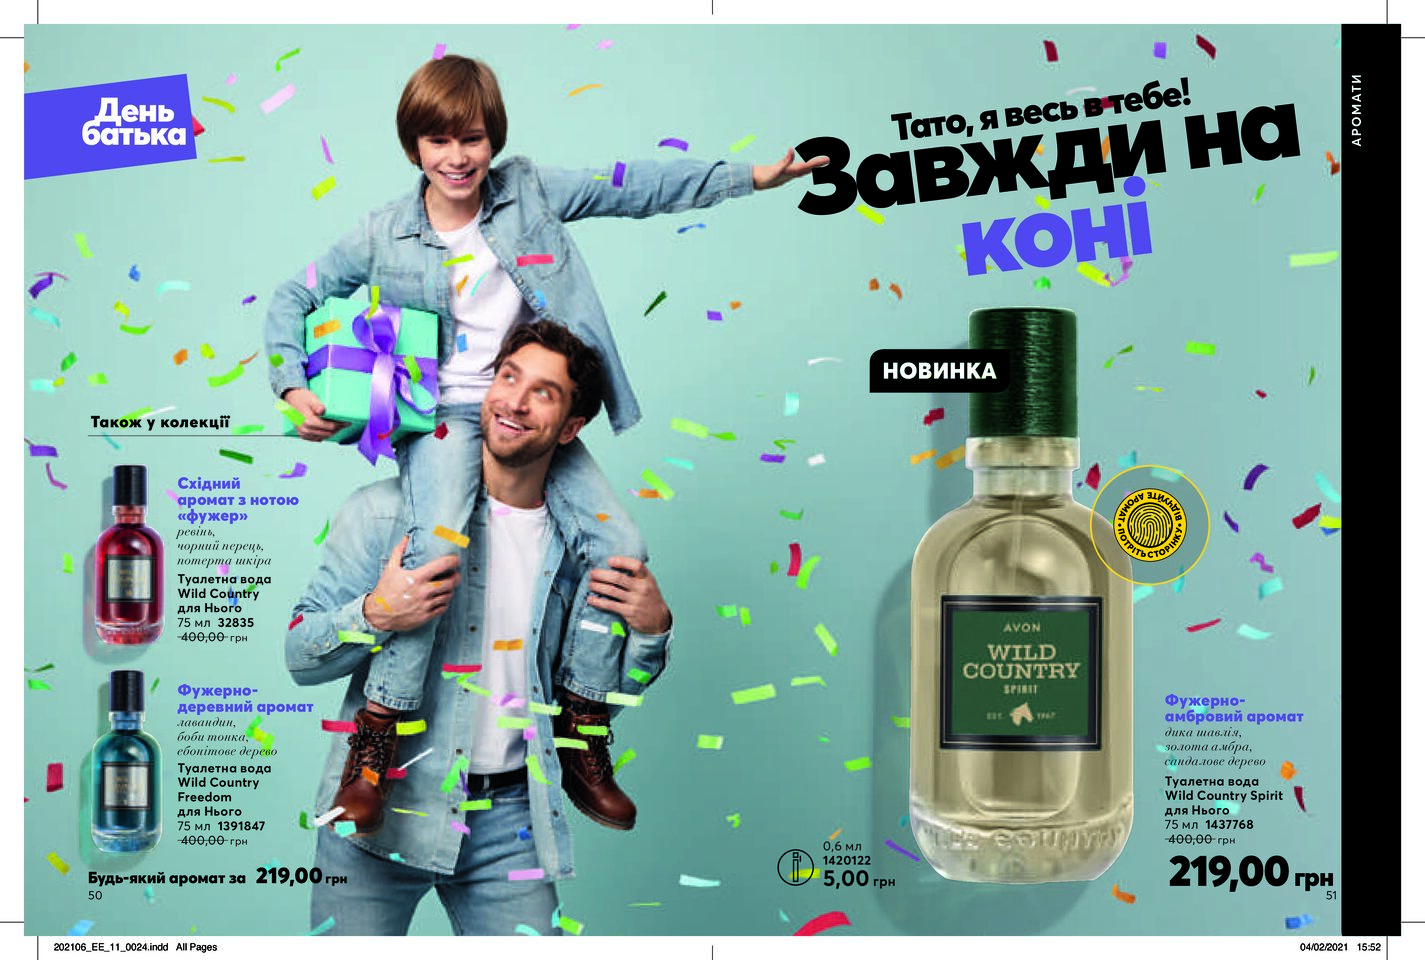 День
батька
Тато, я весь в тебе!
Завжди на
коні
АРОМАТИ
НОВИНКА
Також у колекції
Східний
аромат з нотою
«фужер»
ревінь,
чорний перець,
потерта шкіра
Туалетна вода
Wild Country
для Нього
75 мл 32835
400,00 грн
Фужерно-
деревний аромат
лавандин,
боби тонка,
ебонітове дерево
Туалетна вода
Wild Country
Freedom
для Нього
75 мл 1391847
400,00 грн
Будь-який аромат за 219,00 грн
50
ВІДЧУЙТЕ АРОМАТ • ПОТРІТЬ СТОРІНКУ •
AVON
WILD
COUNTRY
SPIRIT
EST. 1967
0,6 мл
1420122
5,00 грн
Фужерно-
амбровий аромат
дика шавлія,
золота амбра,
сандалове дерево
Туалетна вода
Wild Country Spirit
для Нього
75 мл 1437768
400,00 грн
219,00 грн
51
202106_EE_11_0024.indd All Pages
04/02/2021 15:52